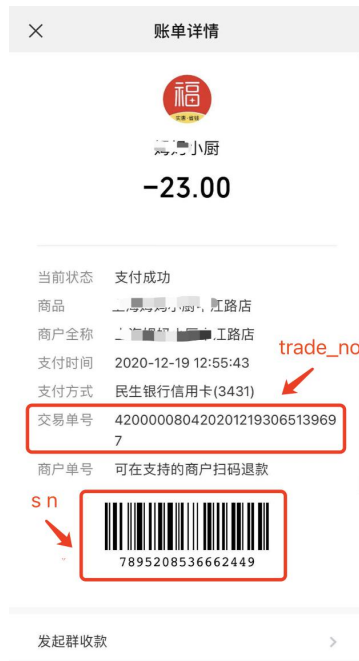 账单详情
福
小厨
-23.00
当前状态 支付成功
商品 江路店
商户全称 江路店
trade_no
支付时间 2020-12-19 12:55:43
支付方式 民生银行信用卡(3431)
交易单号 420000080420201219306513969
7
商户单号 可在支持的商户扫码退款
s n
7895208536662449
发起群收款